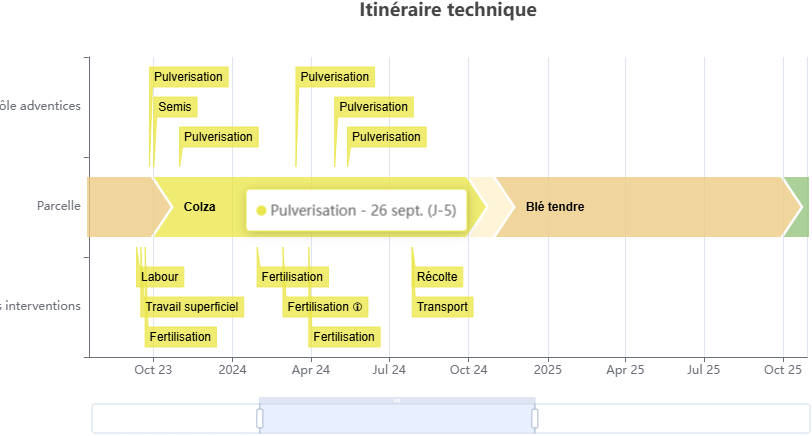 Itinéraire technique
Pulverisation
Pulverisation
Semis
Pulverisation
ôle adventices
Pulverisation
Pulverisation
Parcelle
Colza
Pulverisation - 26 sept. (J-5)
Blé tendre
Labour
Fertilisation
Récolte
s interventions
Travail superficiel
Fertilisation
Transport
Fertilisation
Fertilisation
Oct 23
2024
Apr 24
Jul 24
Oct 24
2025
Apr 25
Jul 25
Oct 25